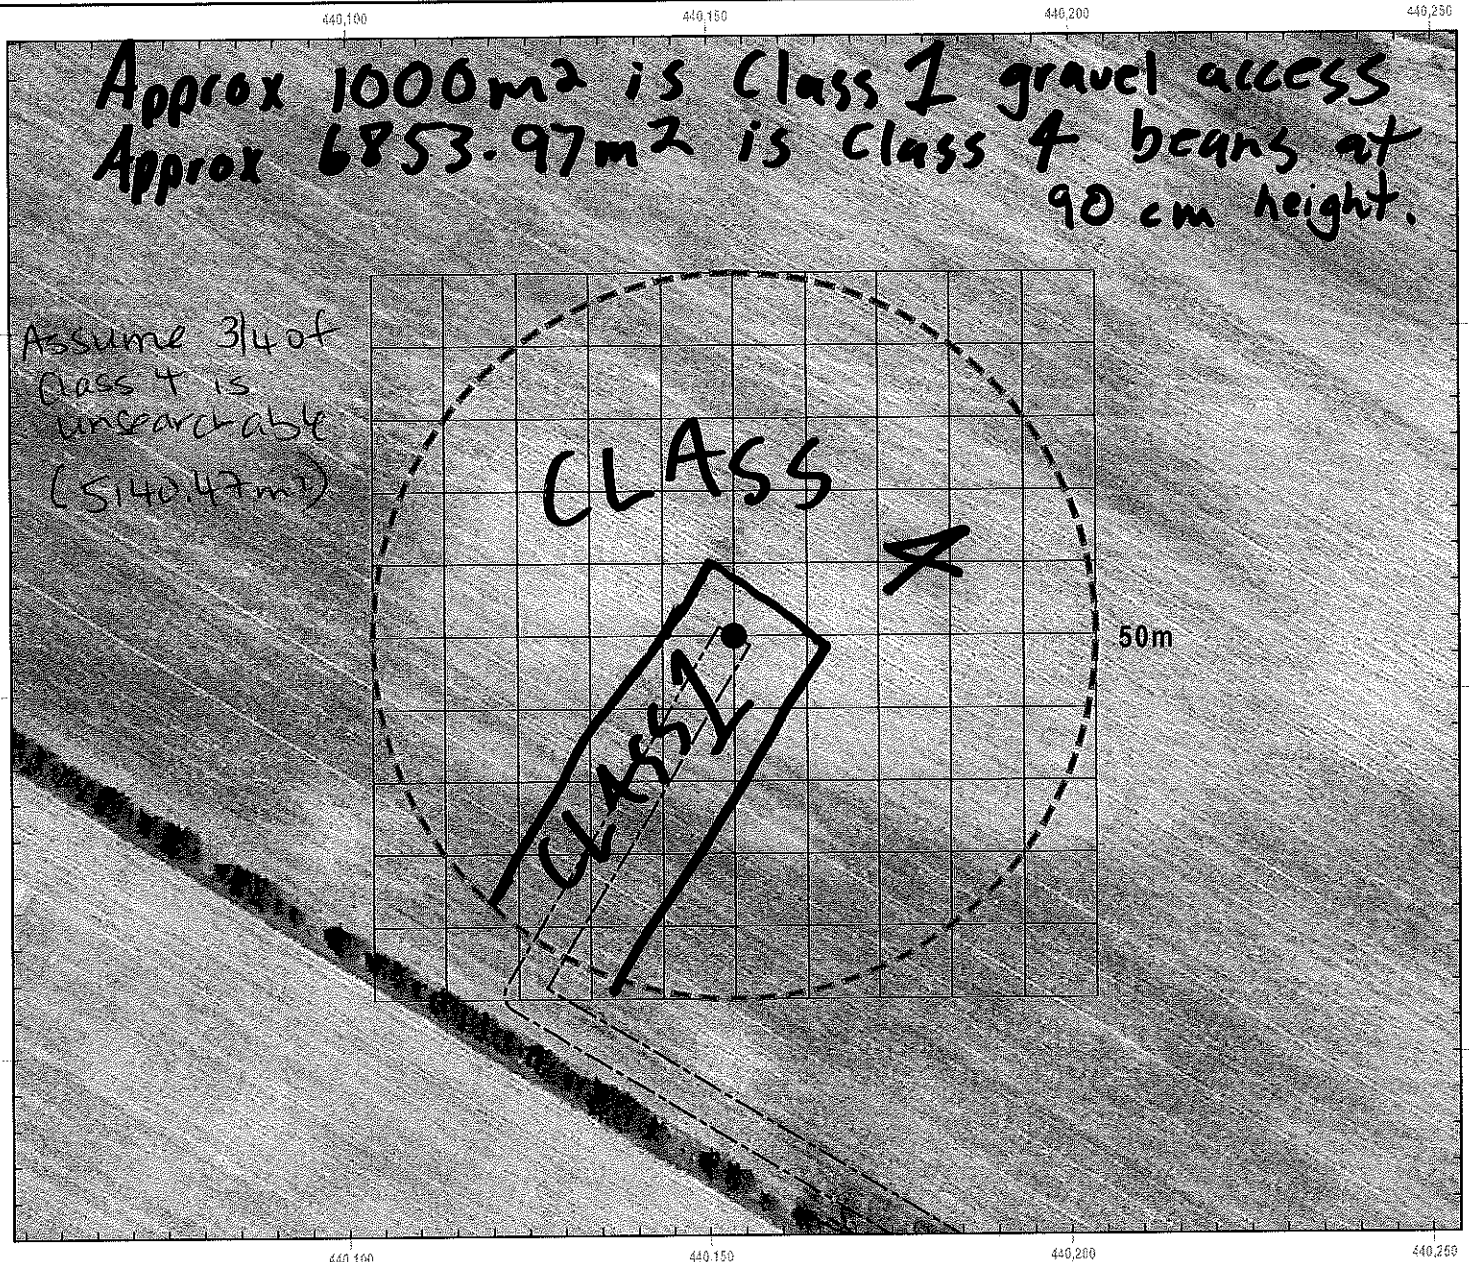 440,100 440,150 440,200 440,250
Approx 1000m2 is Class 1 gravel access
Approx 6853.97m2 is Class 4 beans at
90 cm height.
Assume 3/4 of
Class 4 is
unsearchable
(5140.47m2)
CLASS
4
50m
CLASS 1
440,100 440,150 440,200 440,250